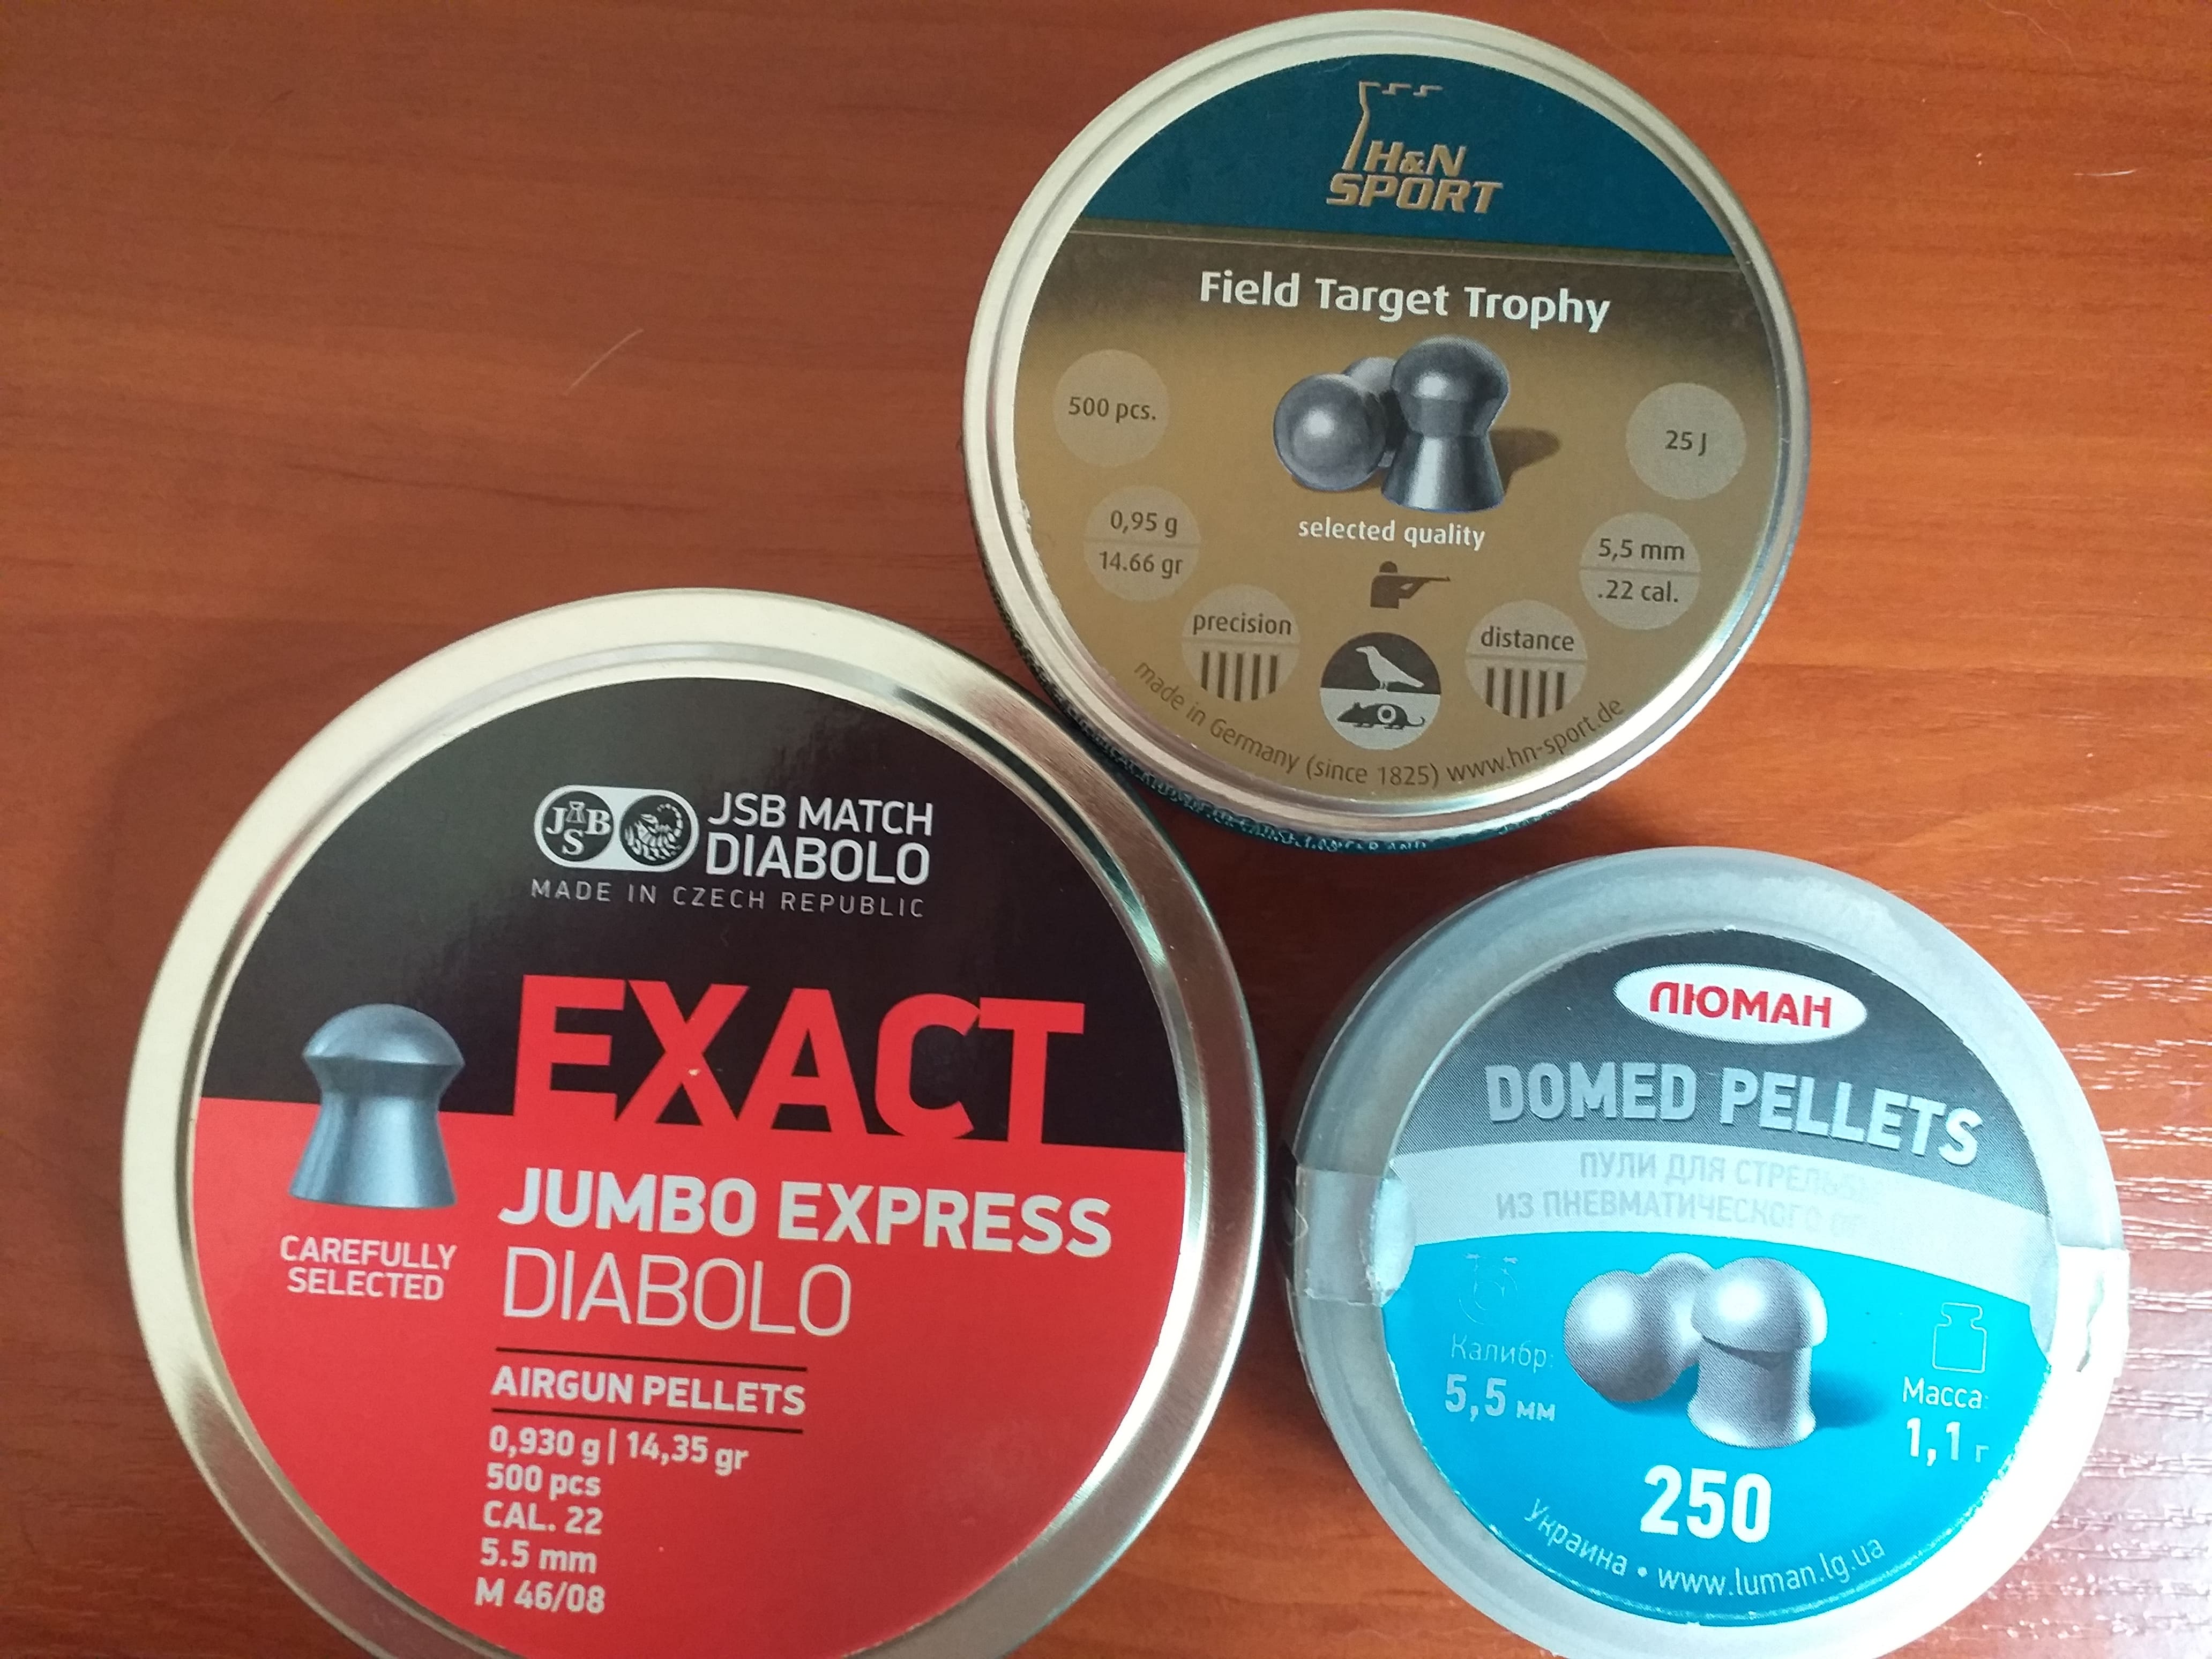 H&N
SPORT
Field Target Trophy
500 pcs.
25 J
0,95 g
14.66 gr
selected quality
5,5 mm
.22 cal.
precision
distance
made in Germany (since 1825) www.hn-sport.de
JSB
JSB MATCH
DIABOLO
MADE IN CZECH REPUBLIC
EXACT
JUMBO EXPRESS
DIABOLO
CAREFULLY
SELECTED
AIRGUN PELLETS
0,930 g | 14,35 gr
500 pcs
CAL. 22
5.5 mm
M 46/08
ЛЮМАН
DOMED PELLETS
ПУЛИ ДЛЯ СТРЕЛЬБЫ
ИЗ ПНЕВМАТИЧЕСКОГО
Калибр:
5,5 мм
Масса:
1,1 г
250
Украина • www.luman.lg.ua